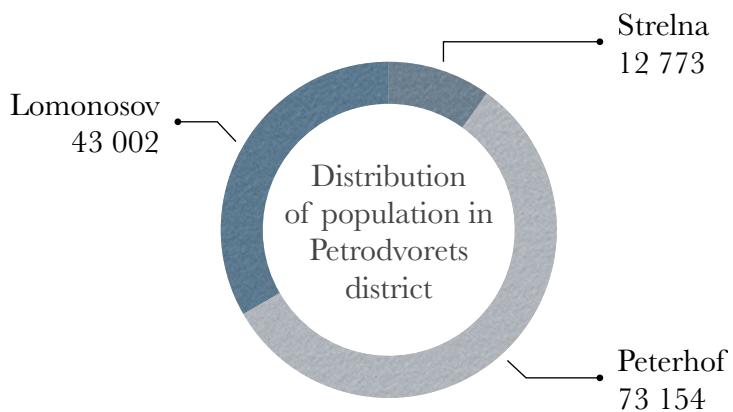 Strelna
12 773
Lomonosov
43 002
Distribution
of population in
Petrodvorets
district
Peterhof
73 154